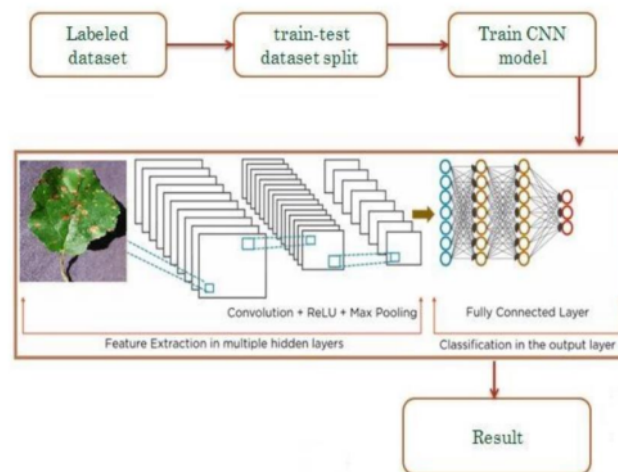 Labeled
dataset
train-test
dataset split
Train CNN
model
Convolution + ReLU + Max Pooling
Fully Connected Layer
Feature Extraction in multiple hidden layers
Classification in the output layer
Result